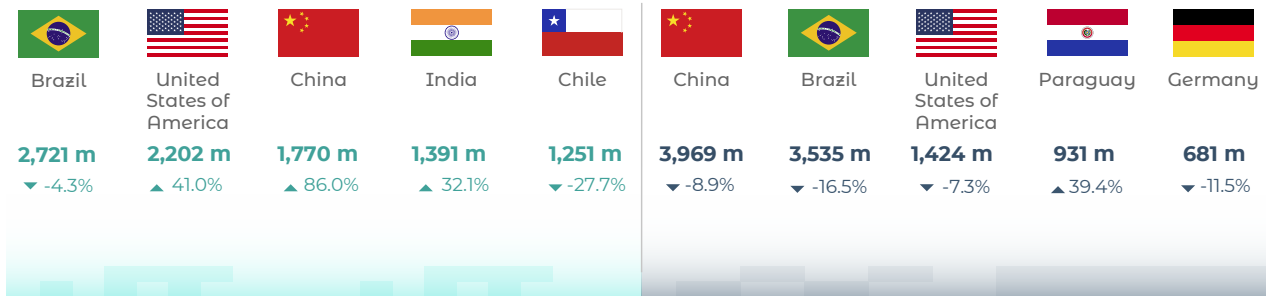 Brazil
United
States of
America
China
India
Chile
China
Brazil
United
States of
America
Paraguay
Germany
2,721 m
2,202 m
1,770 m
1,391 m
1,251 m
3,969 m
3,535 m
1,424 m
931 m
681 m
▼ -4.3%
▲ 41.0%
▲ 86.0%
▲ 32.1%
▼ -27.7%
▼ -8.9%
▼ -16.5%
▼ -7.3%
▲ 39.4%
▼ -11.5%